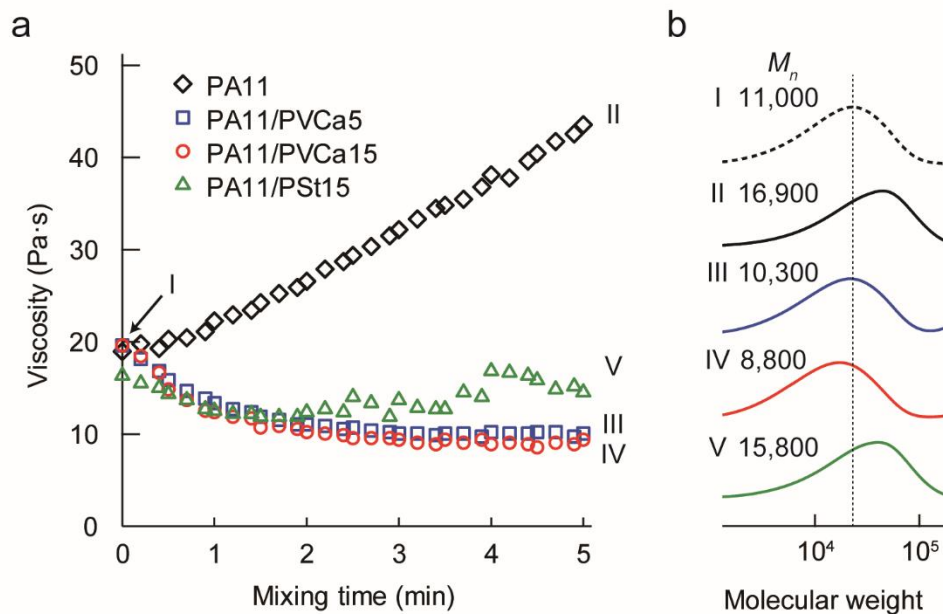 a
b
50
40
30
20
10
0
Viscosity (Pa·s)
PA11
PA11/PVCa5
PA11/PVCa15
PA11/PSt15
I
II
V
III
IV
0 1 2 3 4 5
Mixing time (min)
Mn
I 11,000
II 16,900
III 10,300
IV 8,800
V 15,800
10⁴ 10⁵
Molecular weight